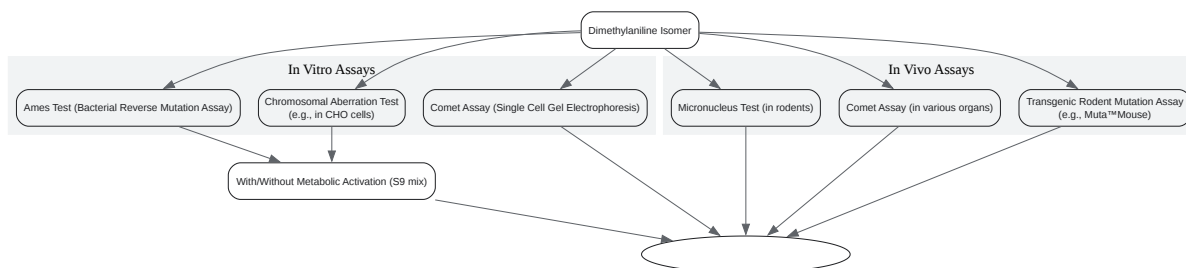 Dimethylaniline Isomer
In Vitro Assays
In Vivo Assays
Ames Test (Bacterial Reverse Mutation Assay)
Chromosomal Aberration Test
(e.g., in CHO cells)
Comet Assay (Single Cell Gel Electrophoresis)
Micronucleus Test (in rodents)
Comet Assay (in various organs)
Transgenic Rodent Mutation Assay
(e.g., Muta™Mouse)
With/Without Metabolic Activation (S9 mix)